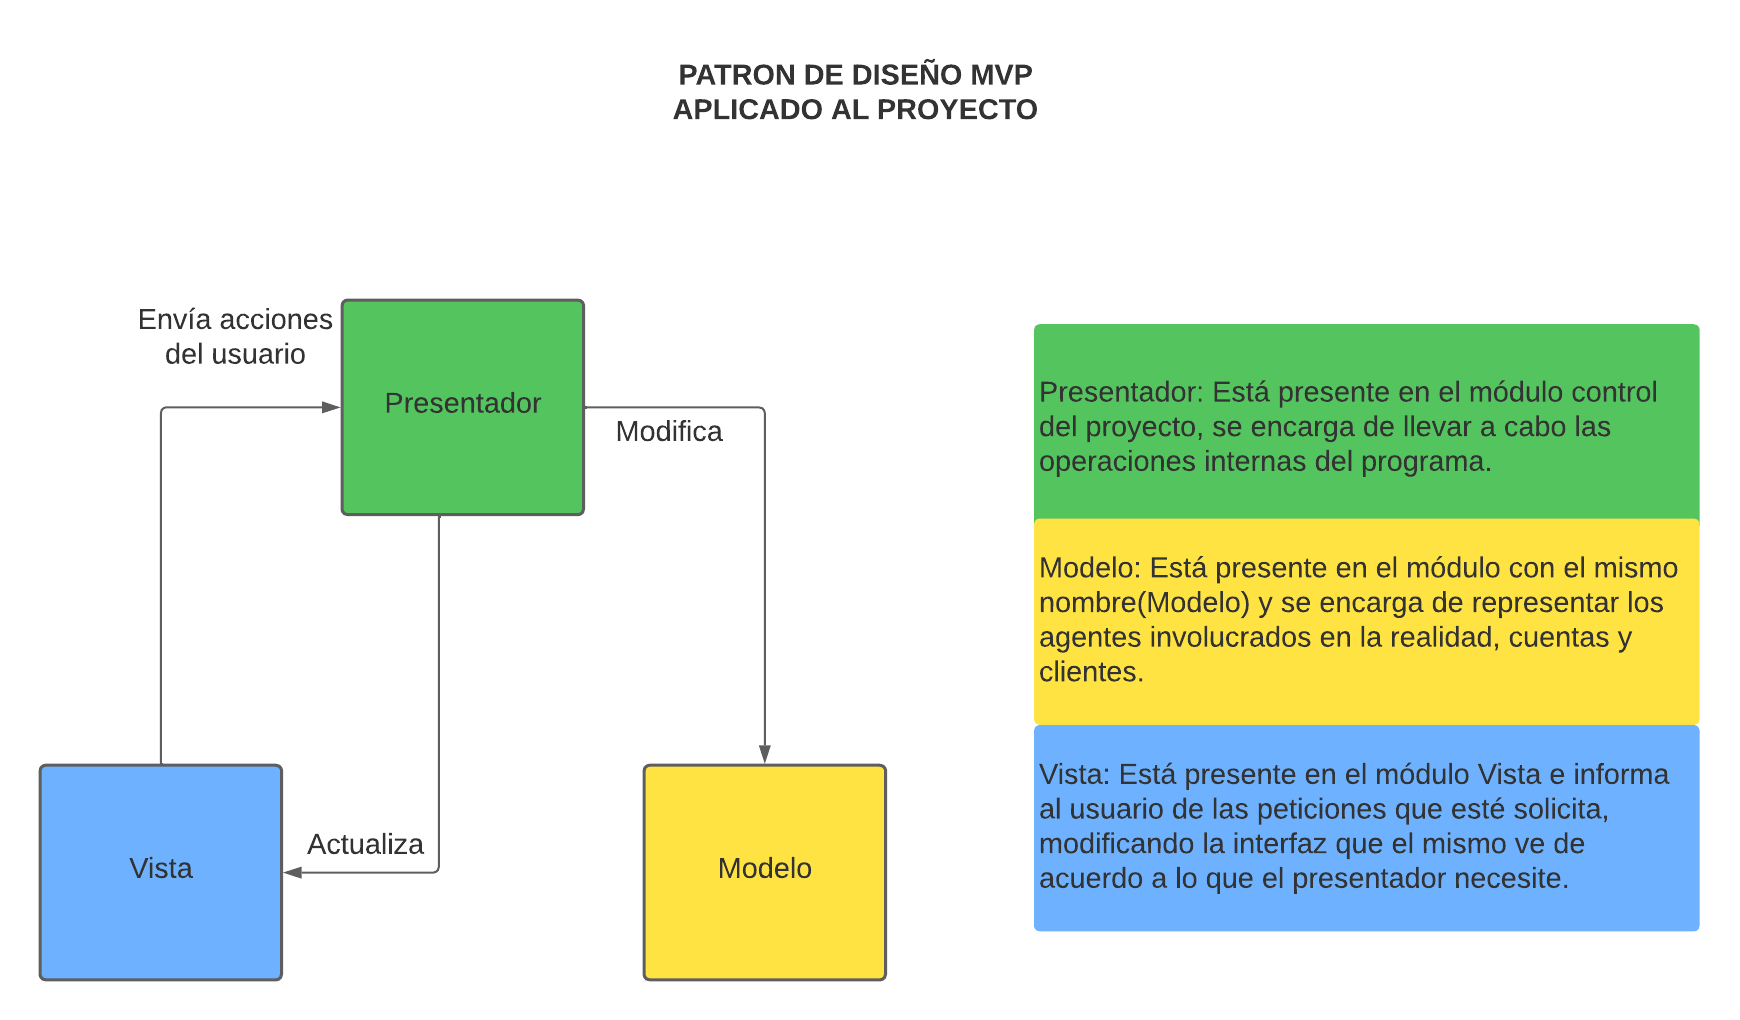 PATRON DE DISEÑO MVP
APLICADO AL PROYECTO
Envía acciones
del usuario
Presentador
Modifica
Actualiza
Vista
Modelo
Presentador: Está presente en el módulo control
del proyecto, se encarga de llevar a cabo las
operaciones internas del programa.
Modelo: Está presente en el módulo con el mismo
nombre(Modelo) y se encarga de representar los
agentes involucrados en la realidad, cuentas y
clientes.
Vista: Está presente en el módulo Vista e informa
al usuario de las peticiones que esté solicita,
modificando la interfaz que el mismo ve de
acuerdo a lo que el presentador necesite.